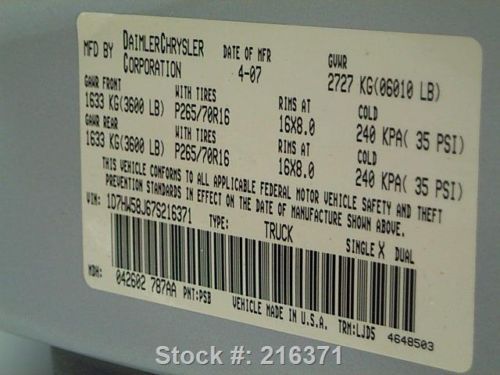 MFD BY DAIMLERCHRYSLER CORPORATION DATE OF MFR 4-07 GVWR 2727 KG(06010 LB)
GAWR FRONT WITH TIRES RIMS AT COLD
1633 KG(3600 LB) P265/70R16 16X8.0 240 KPA( 35 PSI)
GAWR REAR WITH TIRES RIMS AT COLD
1633 KG(3600 LB) P265/70R16 16X8.0 240 KPA( 35 PSI)
THIS VEHICLE CONFORMS TO ALL APPLICABLE FEDERAL MOTOR VEHICLE SAFETY AND THEFT
PREVENTION STANDARDS IN EFFECT ON THE DATE OF MANUFACTURE SHOWN ABOVE.
VIN: 1D7HW58J67S216371 TYPE: TRUCK SINGLE X DUAL
MDH: 042602 787AA PNT:PSB VEHICLE MADE IN U.S.A. TRM:LJD5 4648503
Stock #: 216371